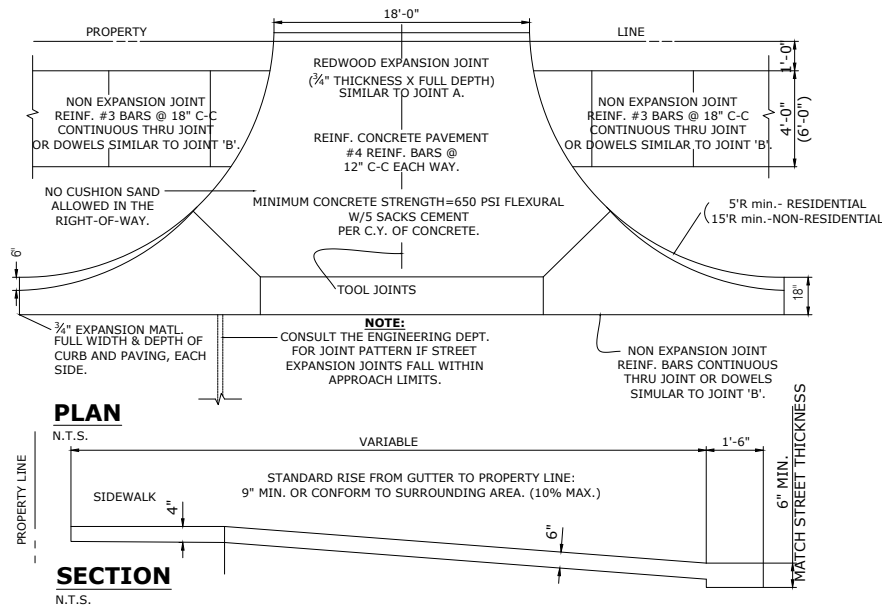 18'-0"
PROPERTY
LINE
1'-0"
REDWOOD EXPANSION JOINT
(3⁄4" THICKNESS X FULL DEPTH)
SIMILAR TO JOINT A.
NON EXPANSION JOINT
REINF. #3 BARS @ 18" C-C
CONTINUOUS THRU JOINT
OR DOWELS SIMILAR TO JOINT 'B'.
NON EXPANSION JOINT
REINF. #3 BARS @ 18" C-C
CONTINUOUS THRU JOINT
OR DOWELS SIMILAR TO JOINT 'B'.
4'-0"
(6'-0")
REINF. CONCRETE PAVEMENT
#4 REINF. BARS @
12" C-C EACH WAY.
NO CUSHION SAND
ALLOWED IN THE
RIGHT-OF-WAY.
MINIMUM CONCRETE STRENGTH=650 PSI FLEXURAL
W/5 SACKS CEMENT
PER C.Y. OF CONCRETE.
5'R min.- RESIDENTIAL
(15'R min.-NON-RESIDENTIAL
6"
18"
TOOL JOINTS
3⁄4" EXPANSION MATL.
FULL WIDTH & DEPTH OF
CURB AND PAVING, EACH
SIDE.
NOTE:
CONSULT THE ENGINEERING DEPT.
FOR JOINT PATTERN IF STREET
EXPANSION JOINTS FALL WITHIN
APPROACH LIMITS.
NON EXPANSION JOINT
REINF. BARS CONTINUOUS
THRU JOINT OR DOWELS
SIMULAR TO JOINT 'B'.
PLAN
N.T.S.
VARIABLE
1'-6"
PROPERTY LINE
STANDARD RISE FROM GUTTER TO PROPERTY LINE:
9" MIN. OR CONFORM TO SURROUNDING AREA. (10% MAX.)
SIDEWALK
4"
6"
6" MIN.
MATCH STREET THICKNESS
SECTION
N.T.S.